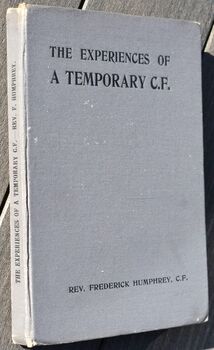 THE EXPERIENCES OF
A TEMPORARY C.F.
REV. FREDERICK HUMPHREY, C.F.
THE EXPERIENCES OF A TEMPORARY C.F. REV. F. HUMPHREY.